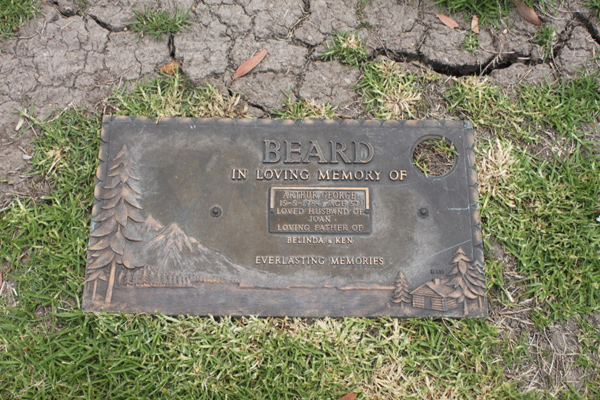 BEARD
IN LOVING MEMORY OF
ARTHUR GEORGE
LOVED HUSBAND OF
JOAN
LOVING FATHER OF
BELINDA & KEN
EVERLASTING MEMORIES